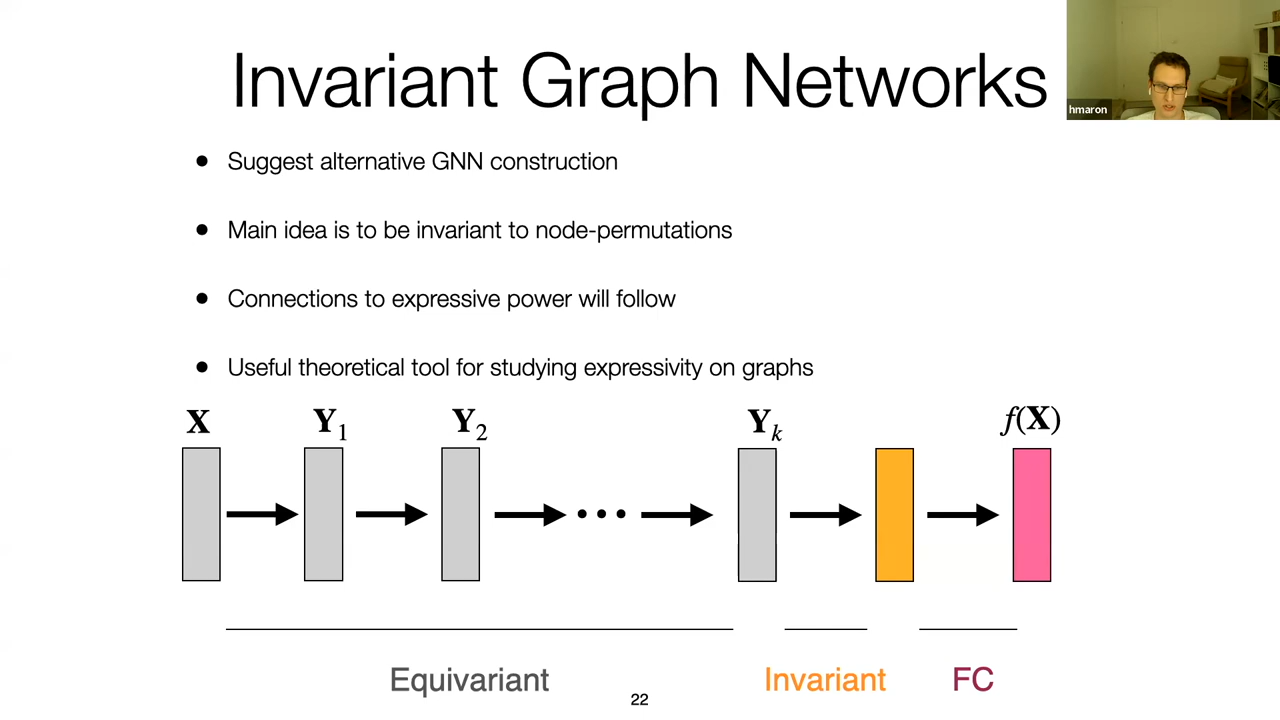 Invariant Graph Networks
hmaron
• Suggest alternative GNN construction
• Main idea is to be invariant to node-permutations
• Connections to expressive power will follow
• Useful theoretical tool for studying expressivity on graphs
X Y₁ Y₂ Yₖ f(X)
• • •
Equivariant Invariant FC
22